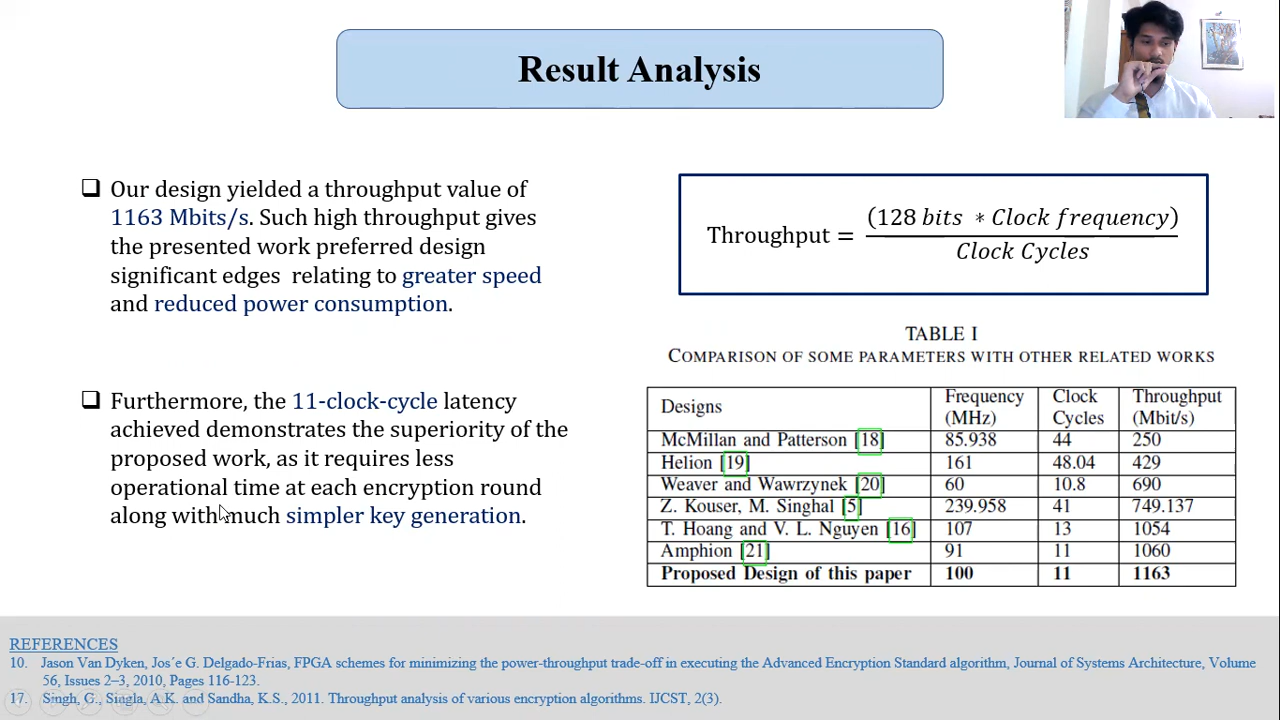 Result Analysis
❑ Our design yielded a throughput value of
1163 Mbits/s. Such high throughput gives
the presented work preferred design
significant edges relating to greater speed
and reduced power consumption.
❑ Furthermore, the 11-clock-cycle latency
achieved demonstrates the superiority of the
proposed work, as it requires less
operational time at each encryption round
along with much simpler key generation.
Throughput = (128 bits * Clock frequency) / Clock Cycles
TABLE I
COMPARISON OF SOME PARAMETERS WITH OTHER RELATED WORKS
Designs Frequency (MHz) Clock Cycles Throughput (Mbit/s)
McMillan and Patterson [18] 85.938 44 250
Helion [19] 161 48.04 429
Weaver and Wawrzynek [20] 60 10.8 690
Z. Kouser, M. Singhal [5] 239.958 41 749.137
T. Hoang and V. L. Nguyen [16] 107 13 1054
Amphion [21] 91 11 1060
Proposed Design of this paper 100 11 1163
REFERENCES
10. Jason Van Dyken, Jos´e G. Delgado-Frias, FPGA schemes for minimizing the power-throughput trade-off in executing the Advanced Encryption Standard algorithm, Journal of Systems Architecture, Volume
56, Issues 2–3, 2010, Pages 116-123.
17. Singh, G., Singla, A.K. and Sandha, K.S., 2011. Throughput analysis of various encryption algorithms. IJCST, 2(3).